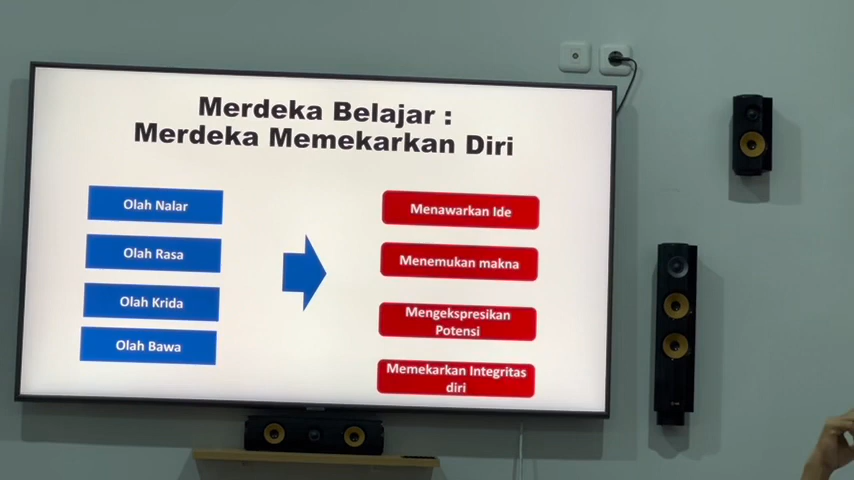 Merdeka Belajar :
Merdeka Memekarkan Diri
Olah Nalar
Olah Rasa
Olah Krida
Olah Bawa
Menawarkan Ide
Menemukan makna
Mengekspresikan
Potensi
Memekarkan Integritas
diri